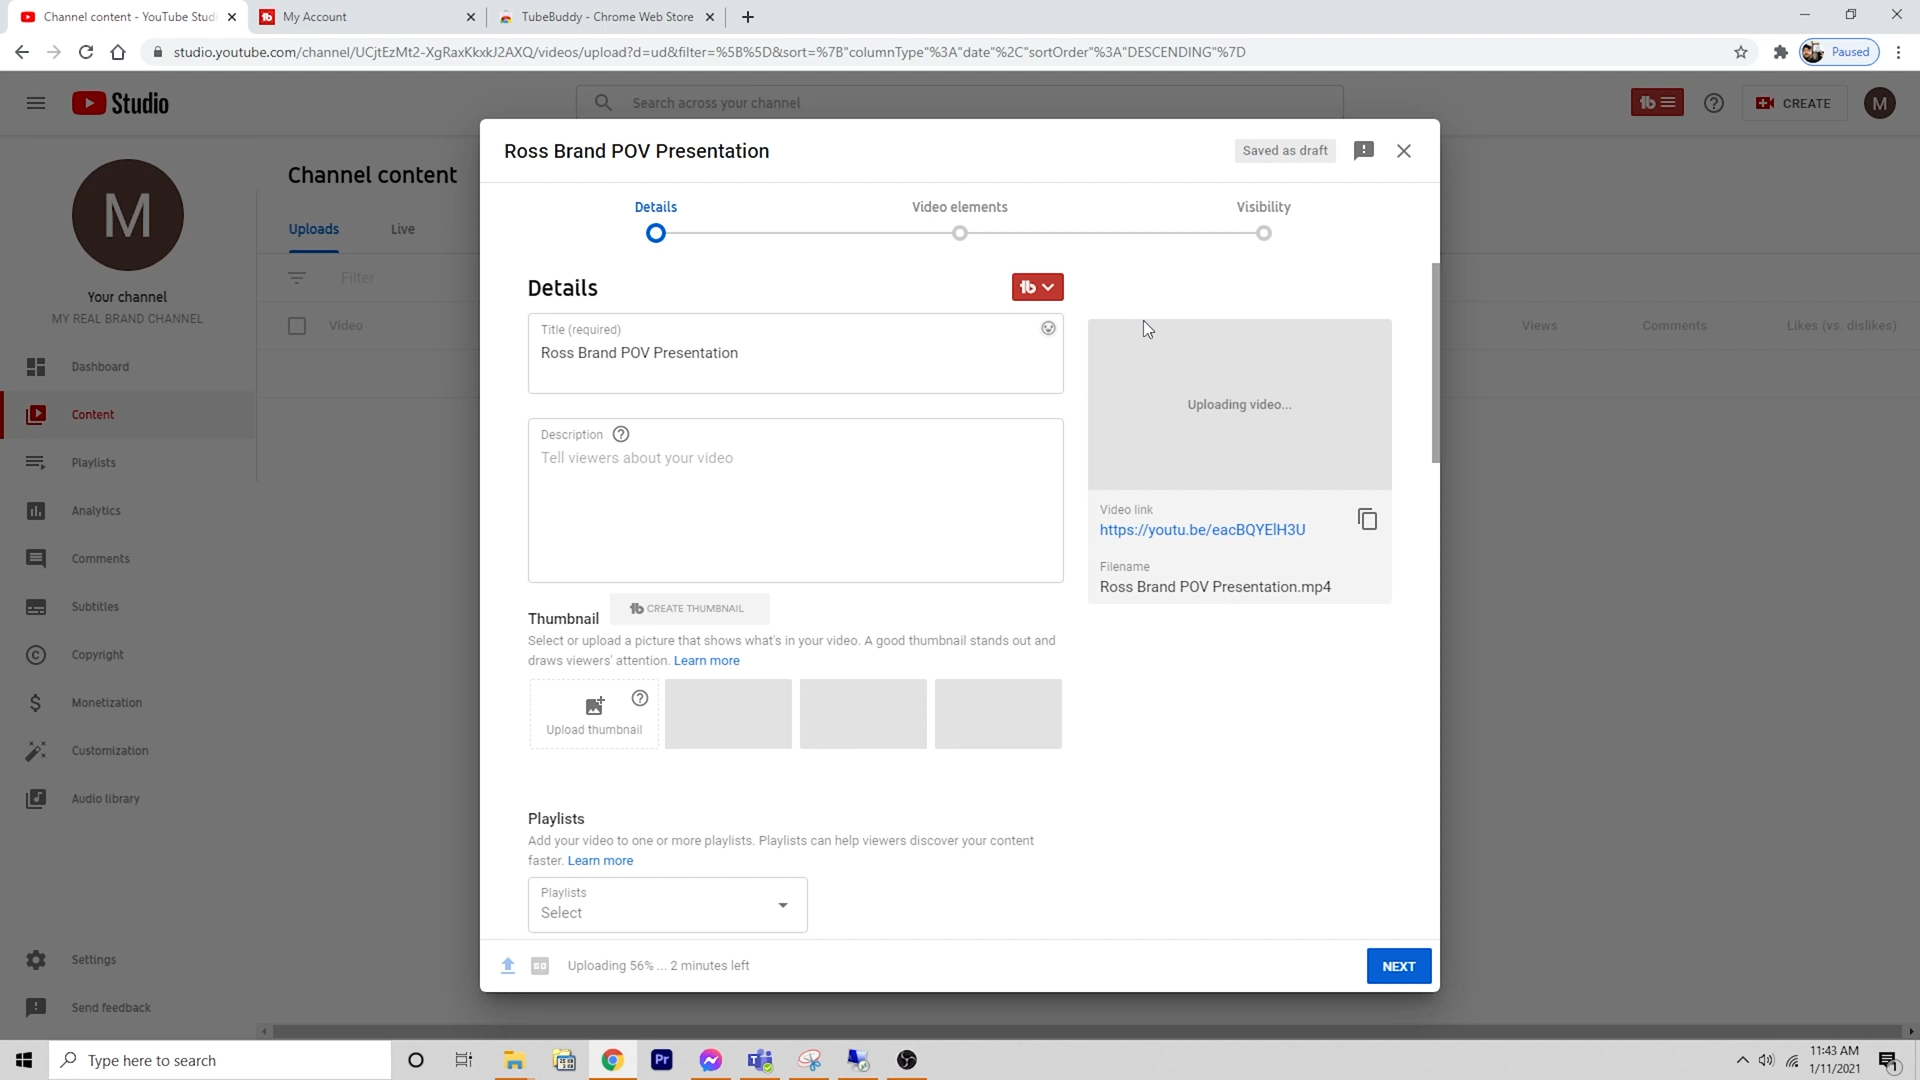 Channel content - YouTube Studi
My Account
TubeBuddy - Chrome Web Store
studio.youtube.com/channel/UCjtEzMt2-XgRaxKkxkJ2AXQ/videos/upload?d=ud&filter=%5B%5D&sort=%7B"columnType"%3A"date"%2C"sortOrder"%3A"DESCENDING"%7D
Paused
Studio
Search across your channel
CREATE
M
M
Your channel
MY REAL BRAND CHANNEL
Dashboard
Content
Playlists
Analytics
Comments
Subtitles
Copyright
Monetization
Customization
Audio library
Settings
Send feedback
Channel content
Uploads
Live
Filter
Video
Views
Comments
Likes (vs. dislikes)
Ross Brand POV Presentation
Saved as draft
Details
Video elements
Visibility
Details
Title (required)
Ross Brand POV Presentation
Description
Tell viewers about your video
Uploading video...
Video link
https://youtu.be/eacBQYElH3U
Filename
Ross Brand POV Presentation.mp4
Thumbnail
CREATE THUMBNAIL
Select or upload a picture that shows what's in your video. A good thumbnail stands out and
draws viewers' attention. Learn more
Upload thumbnail
Playlists
Add your video to one or more playlists. Playlists can help viewers discover your content
faster. Learn more
Playlists
Select
Uploading 56% ... 2 minutes left
NEXT
Type here to search
Pr
11:43 AM
1/11/2021